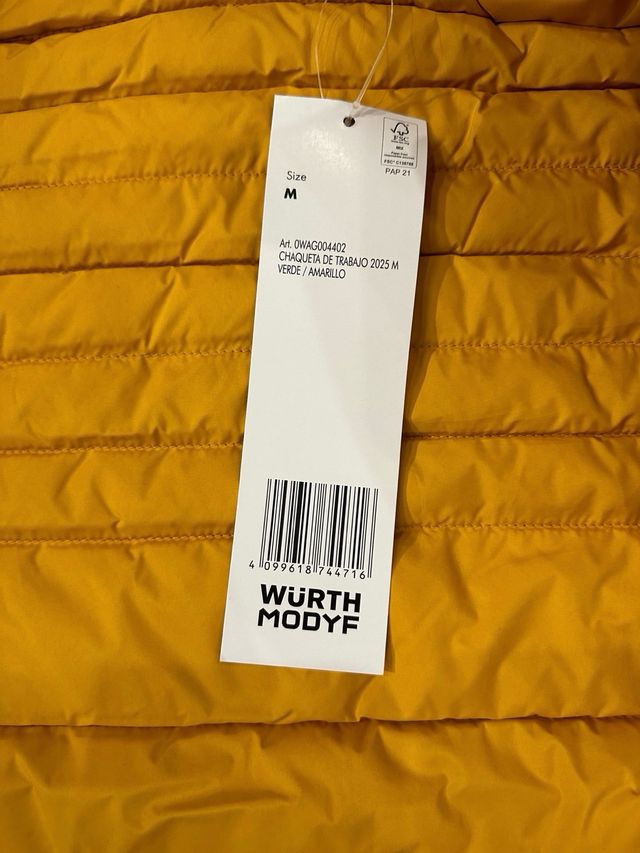 FSC
MIX
FSC® C136788
PAP 21
Size
M
Art. 0WAG004402
CHAQUETA DE TRABAJO 2025 M
VERDE / AMARILLO
4 099618 744716
WÜRTH
MODYF